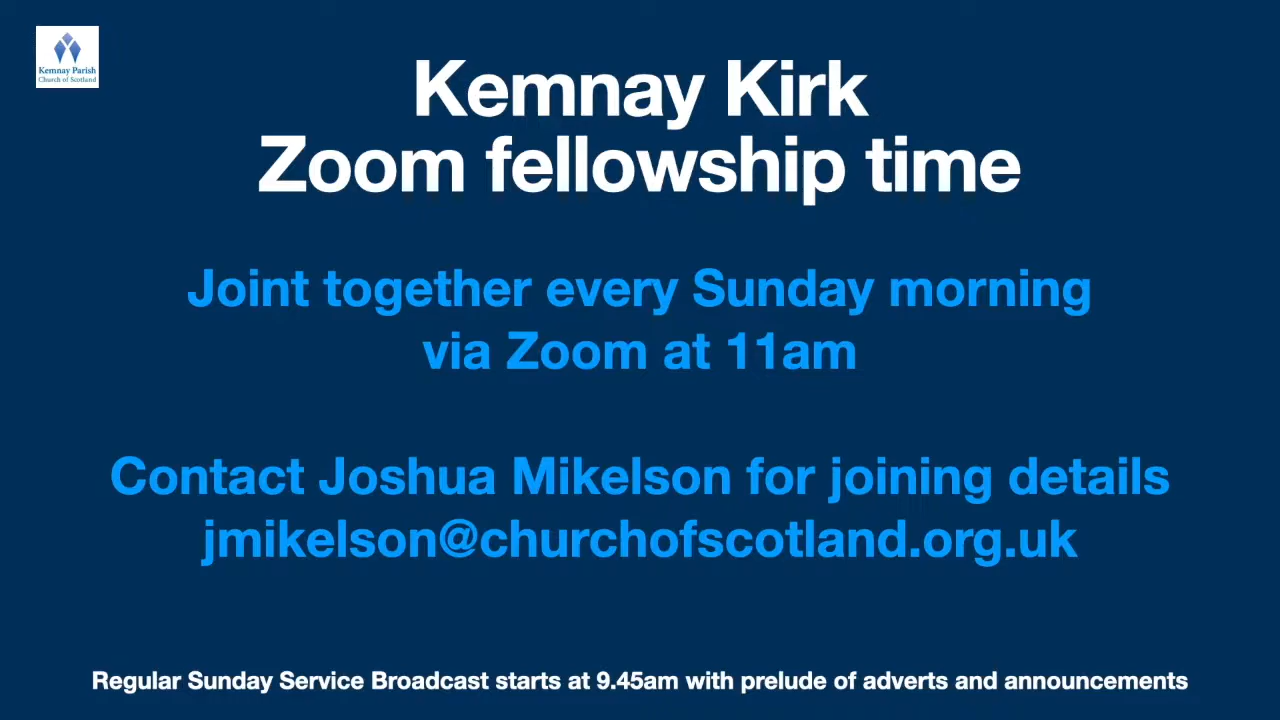 Kemnay Parish
Church of Scotland
Kemnay Kirk
Zoom fellowship time
Joint together every Sunday morning
via Zoom at 11am
Contact Joshua Mikelson for joining details
jmikelson@churchofscotland.org.uk
Regular Sunday Service Broadcast starts at 9.45am with prelude of adverts and announcements